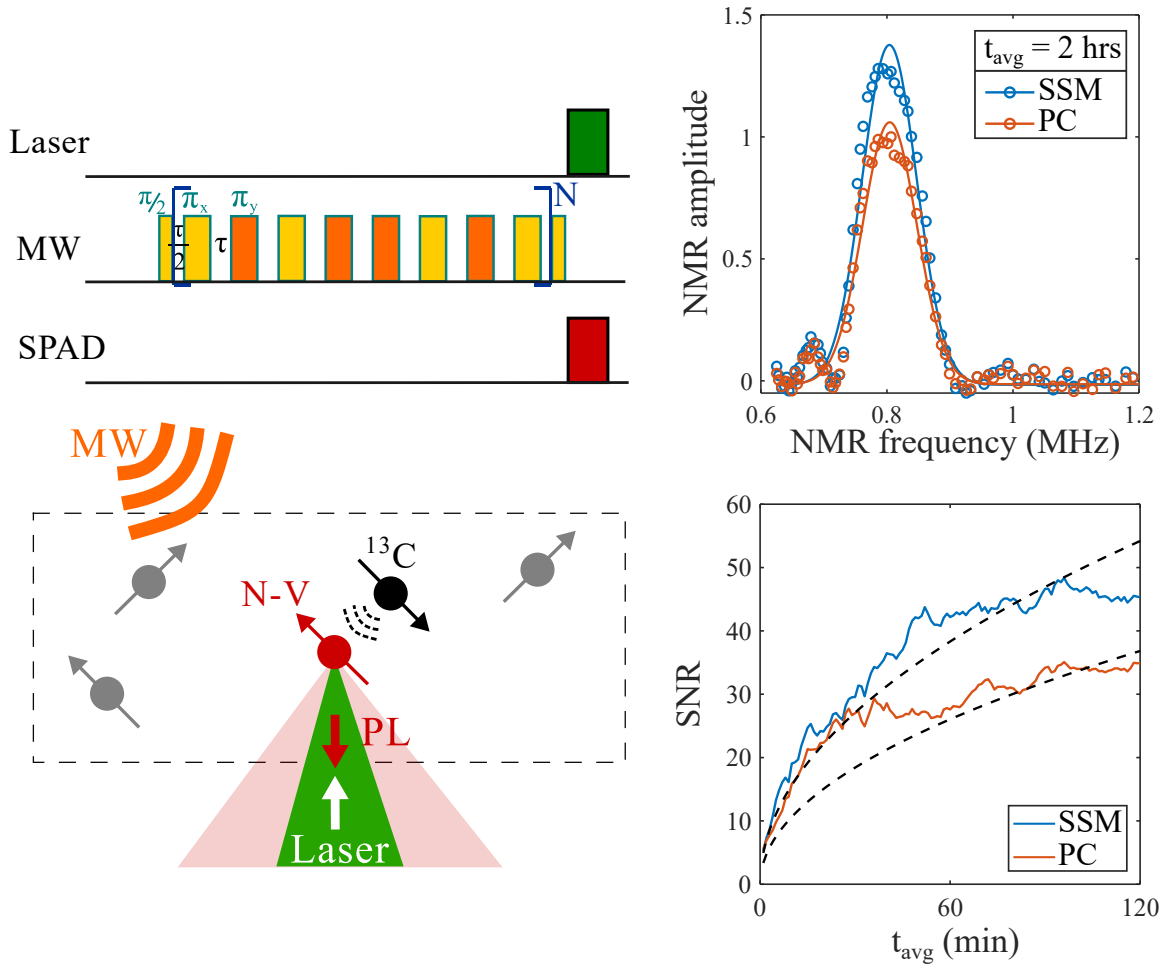 Laser
π/2
πx
πy
N
τ/2
τ
MW
SPAD
1.5
1
0.5
0
0.6
0.8
1
1.2
NMR amplitude
NMR frequency (MHz)
tavg = 2 hrs
SSM
PC
MW
13C
N-V
PL
Laser
60
50
40
30
20
10
0
0
60
120
SNR
tavg (min)
SSM
PC